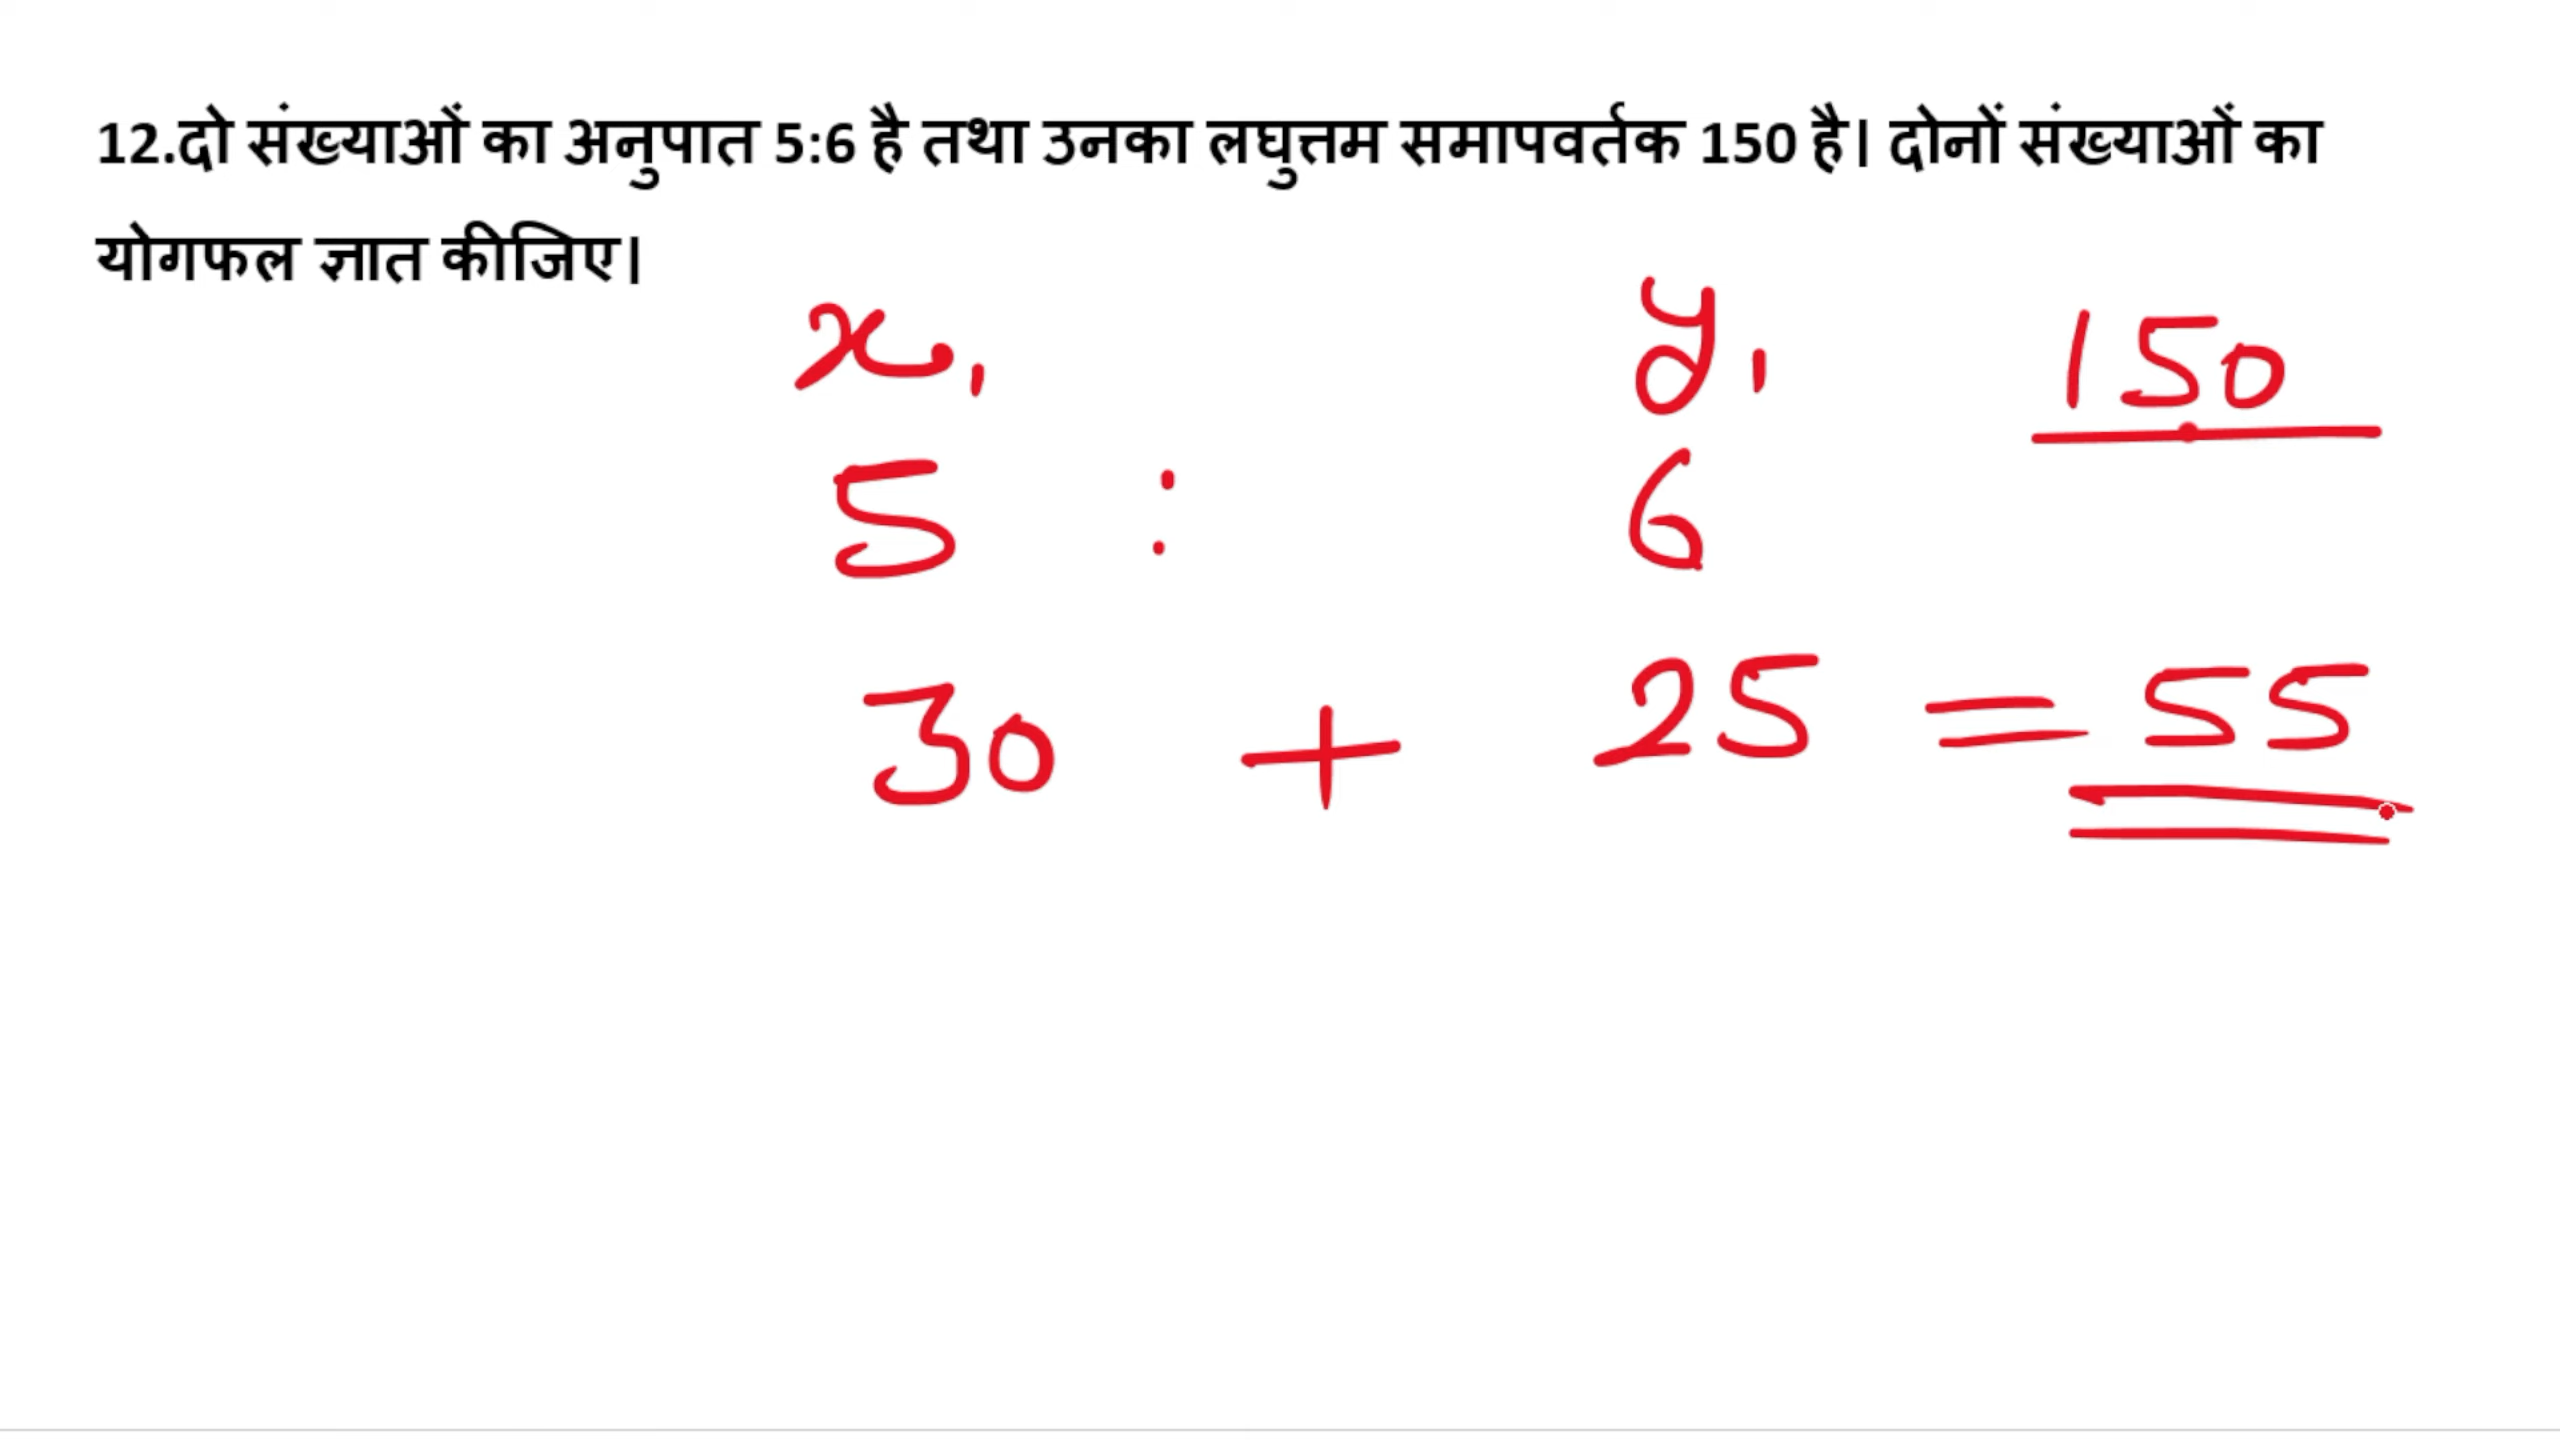 12.दो संख्याओं का अनुपात 5:6 है तथा उनका लघुत्तम समापवर्तक 150 है। दोनों संख्याओं का
योगफल ज्ञात कीजिए।
x, y, 150
5 : 6
30 + 25 = 55